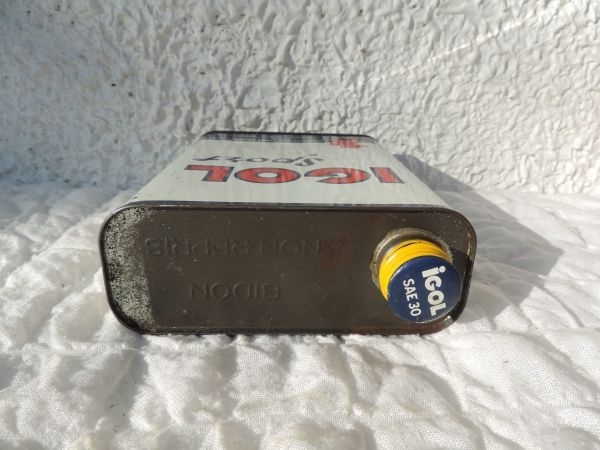 IGOL
Sport
BIDON
NON REPRIS
iGOL
SAE 30